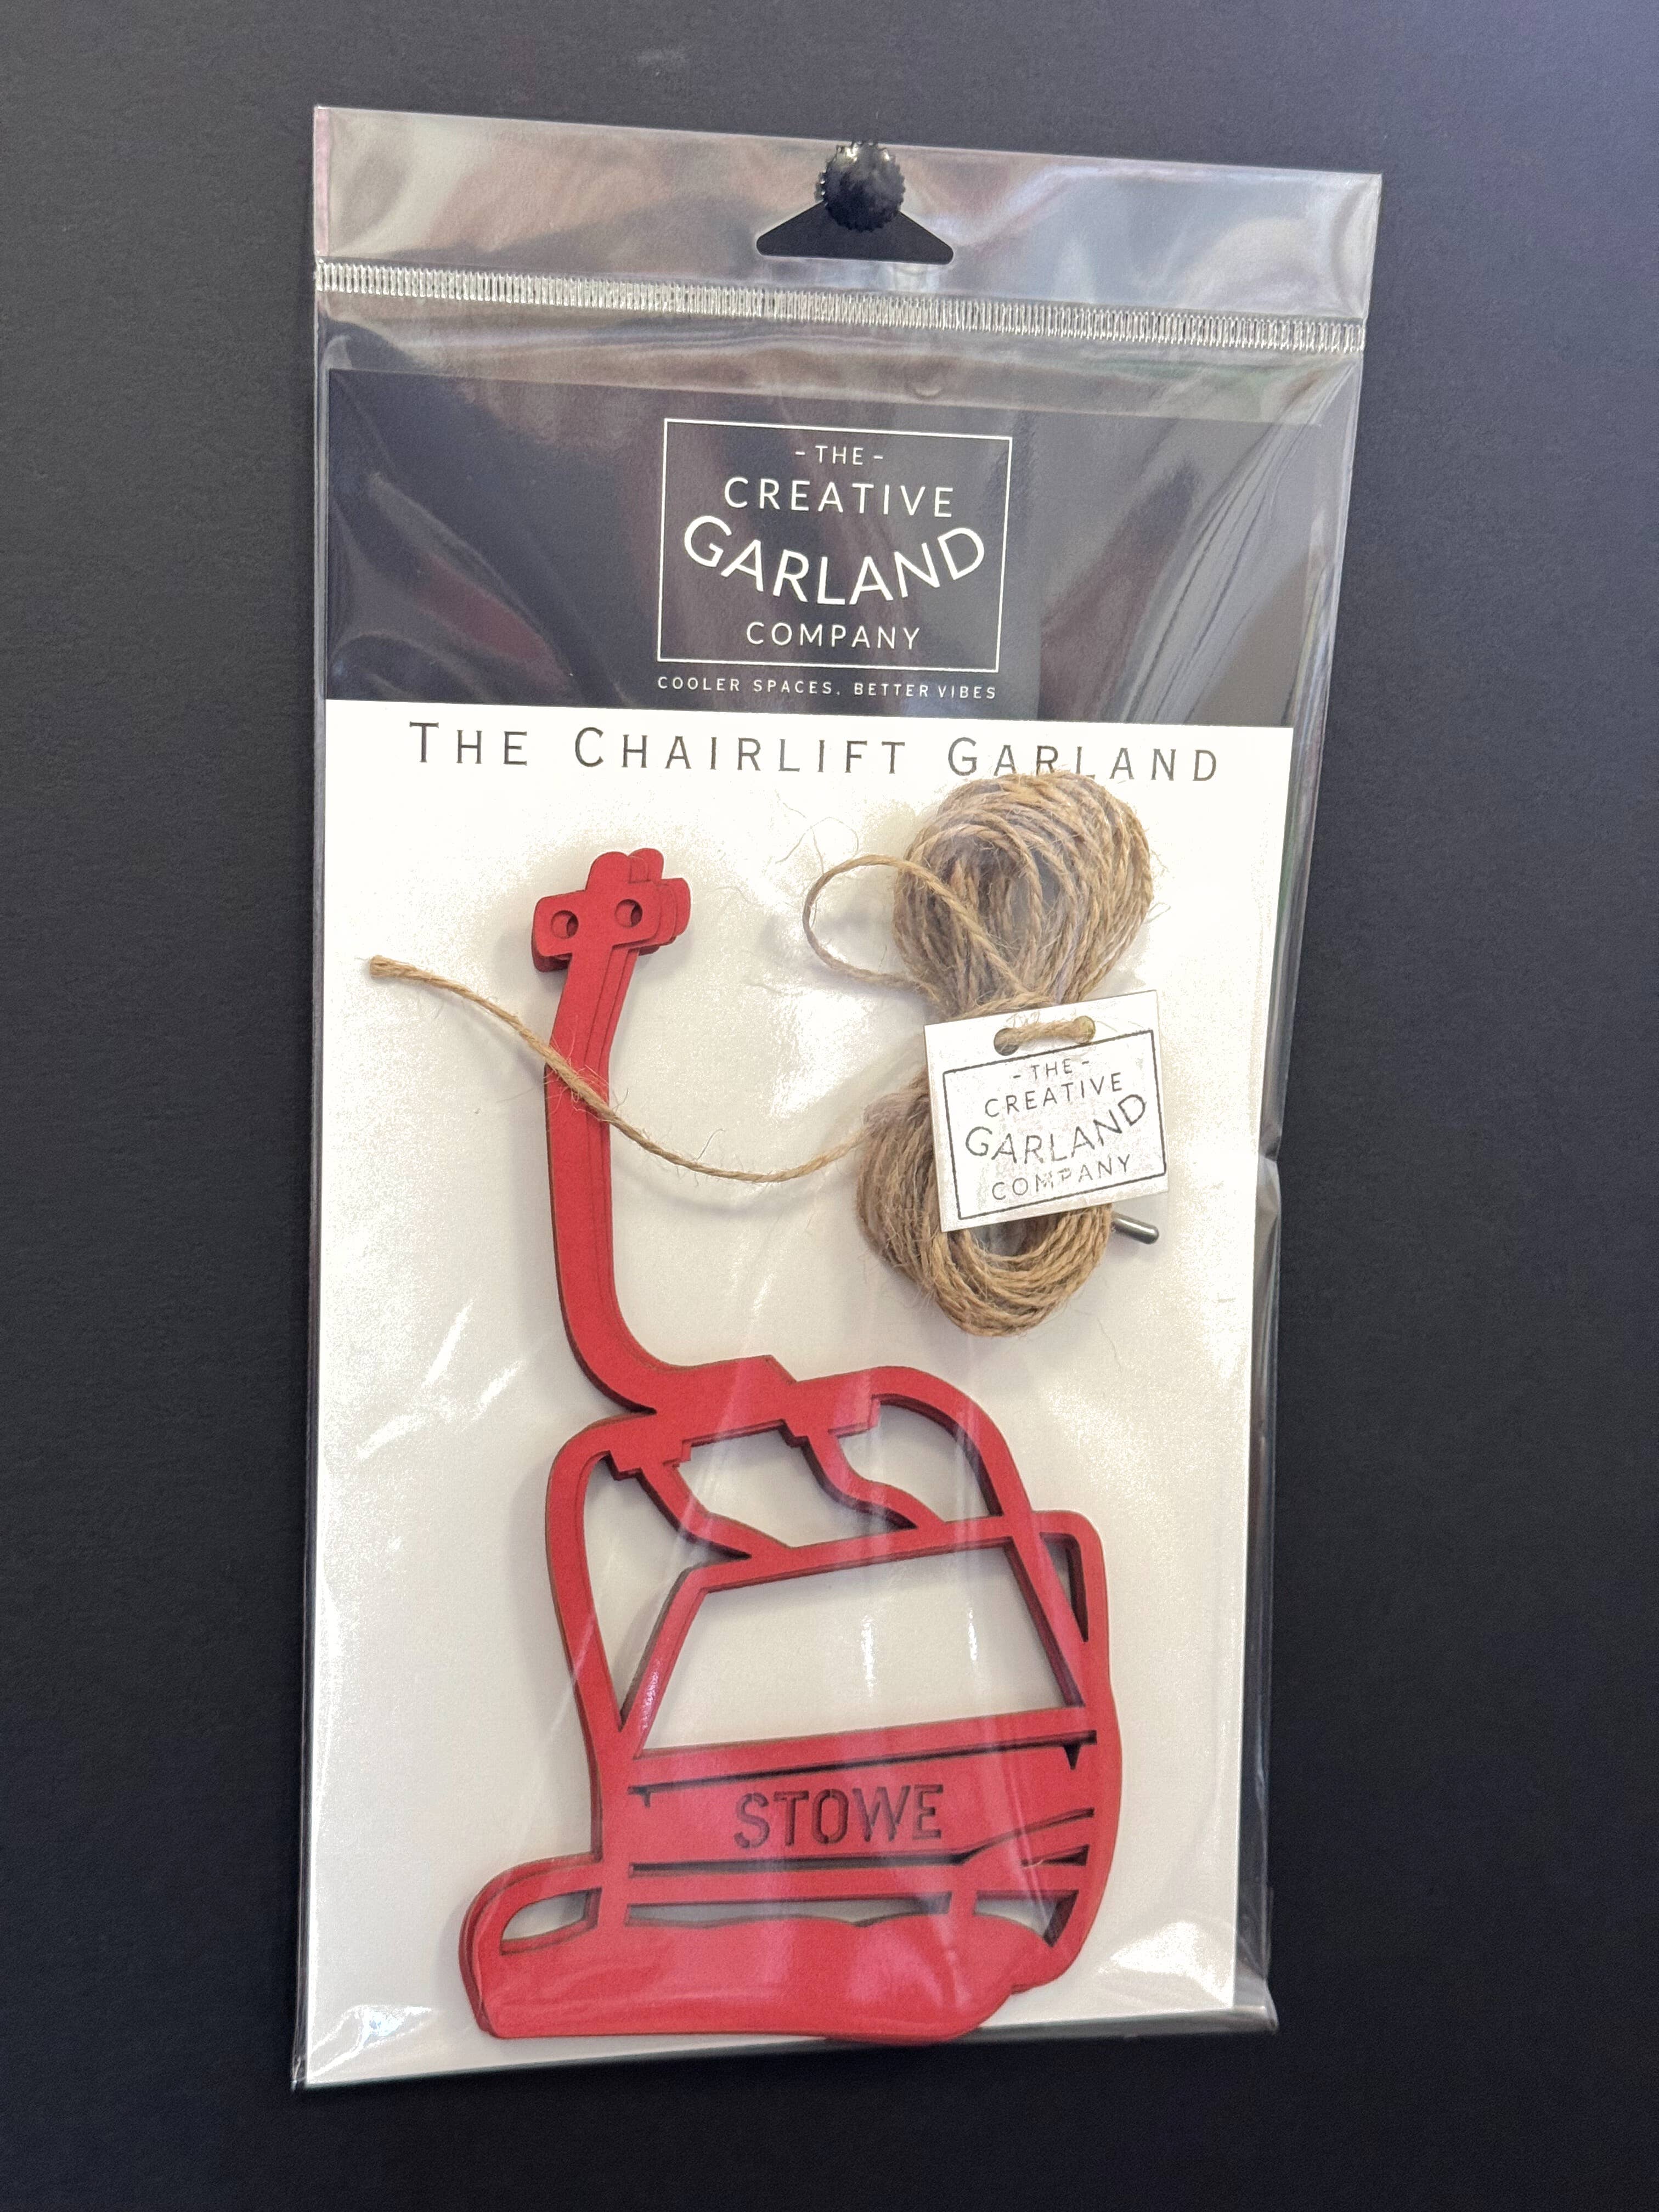 - THE -
CREATIVE
GARLAND
COMPANY
COOLER SPACES, BETTER VIBES
THE CHAIRLIFT GARLAND
- THE -
CREATIVE
GARLAND
COMPANY
STOWE